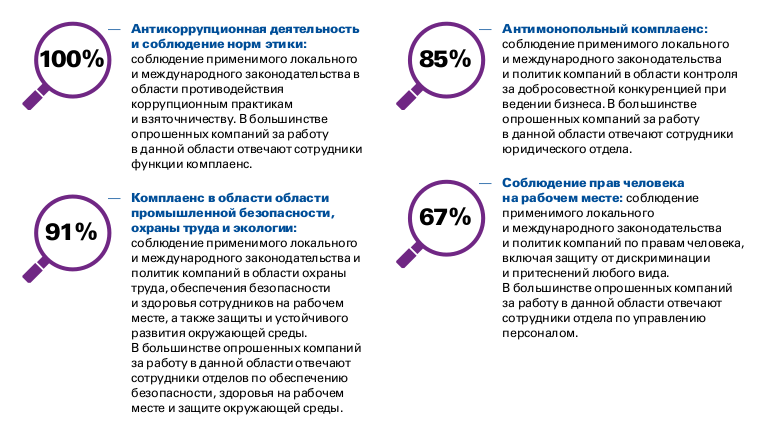 100%
Антикоррупционная деятельность
и соблюдение норм этики:
соблюдение применимого локального
и международного законодательства в
области противодействия
коррупционным практикам
и взяточничеству. В большинстве
опрошенных компаний за работу
в данной области отвечают сотрудники
функции комплаенс.
91%
Комплаенс в области области
промышленной безопасности,
охраны труда и экологии:
соблюдение применимого локального
и международного законодательства и
политик компаний в области охраны
труда, обеспечения безопасности
и здоровья сотрудников на рабочем
месте, а также защиты и устойчивого
развития окружающей среды.
В большинстве опрошенных компаний
за работу в данной области отвечают
сотрудники отделов по обеспечению
безопасности, здоровья на рабочем
месте и защите окружающей среды.
85%
Антимонопольный комплаенс:
соблюдение применимого локального
и международного законодательства
и политик компаний в области контроля
за добросовестной конкуренцией при
ведении бизнеса. В большинстве
опрошенных компаний за работу
в данной области отвечают сотрудники
юридического отдела.
67%
Соблюдение прав человека
на рабочем месте: соблюдение
применимого локального
и международного законодательства
и политик компаний по правам человека,
включая защиту от дискриминации
и притеснений любого вида.
В большинстве опрошенных компаний
за работу в данной области отвечают
сотрудники отдела по управлению
персоналом.